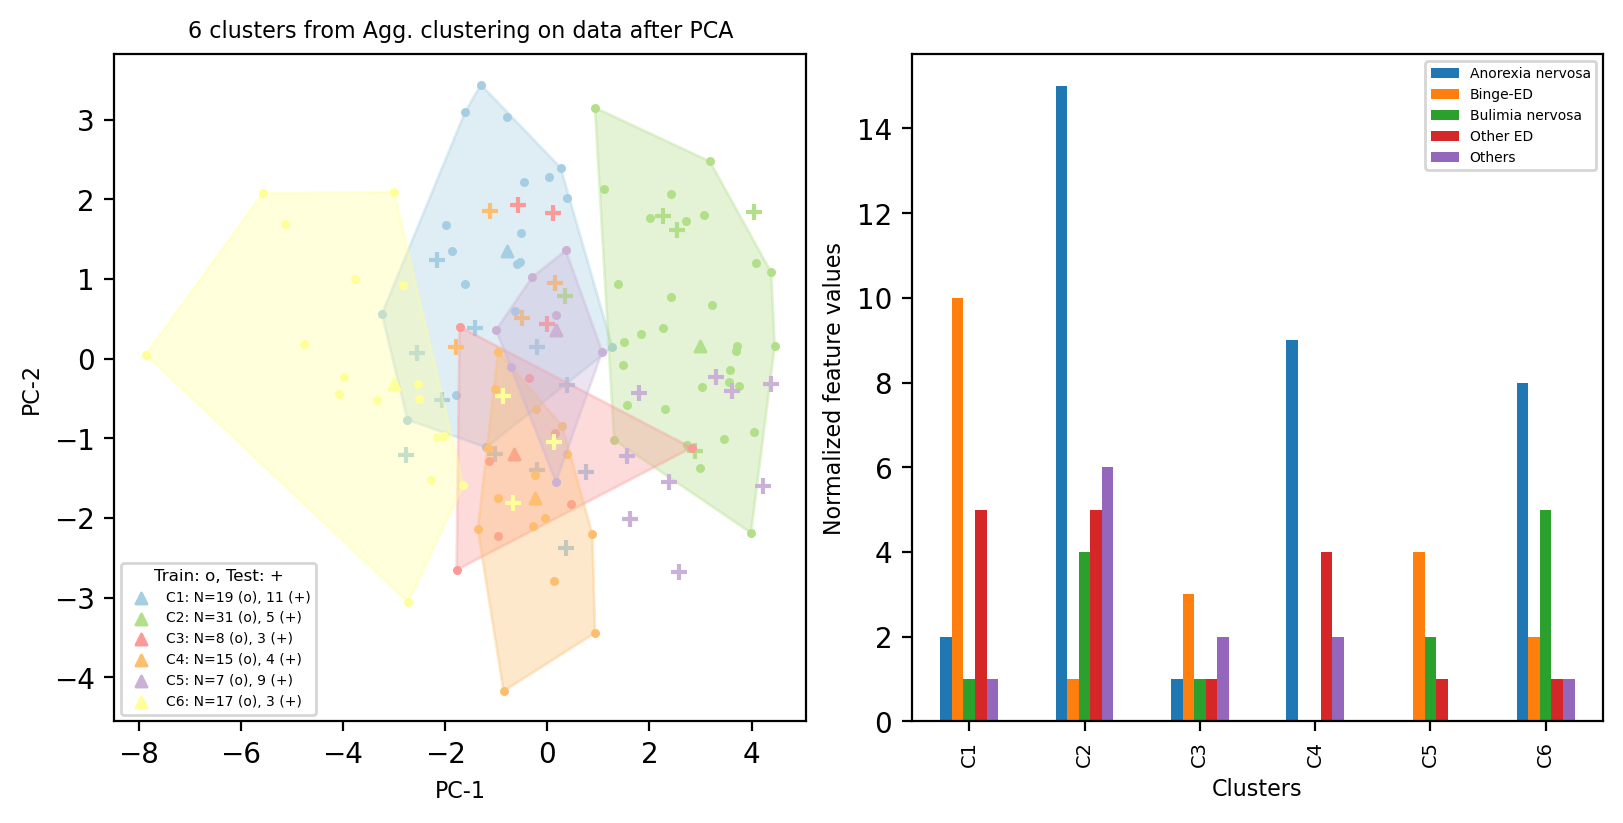 6 clusters from Agg. clustering on data after PCA
PC-2
3
2
1
0
−1
−2
−3
−4
Train: o, Test: +
C1: N=19 (o), 11 (+)
C2: N=31 (o), 5 (+)
C3: N=8 (o), 3 (+)
C4: N=15 (o), 4 (+)
C5: N=7 (o), 9 (+)
C6: N=17 (o), 3 (+)
−8 −6 −4 −2 0 2 4
PC-1
Normalized feature values
14
12
10
8
6
4
2
0
Anorexia nervosa
Binge-ED
Bulimia nervosa
Other ED
Others
C1 C2 C3 C4 C5 C6
Clusters